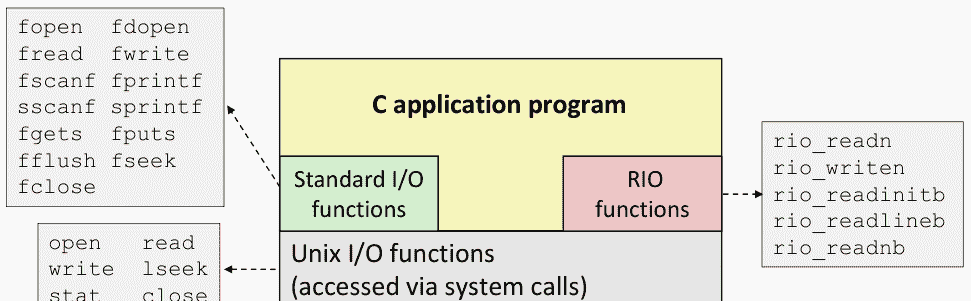 fopen fdopen
fread fwrite
fscanf fprintf
sscanf sprintf
fgets fputs
fflush fseek
fclose
C application program
Standard I/O
functions
RIO
functions
rio_readn
rio_writen
rio_readinitb
rio_readlineb
rio_readnb
Unix I/O functions
(accessed via system calls)
open read
write lseek
stat close